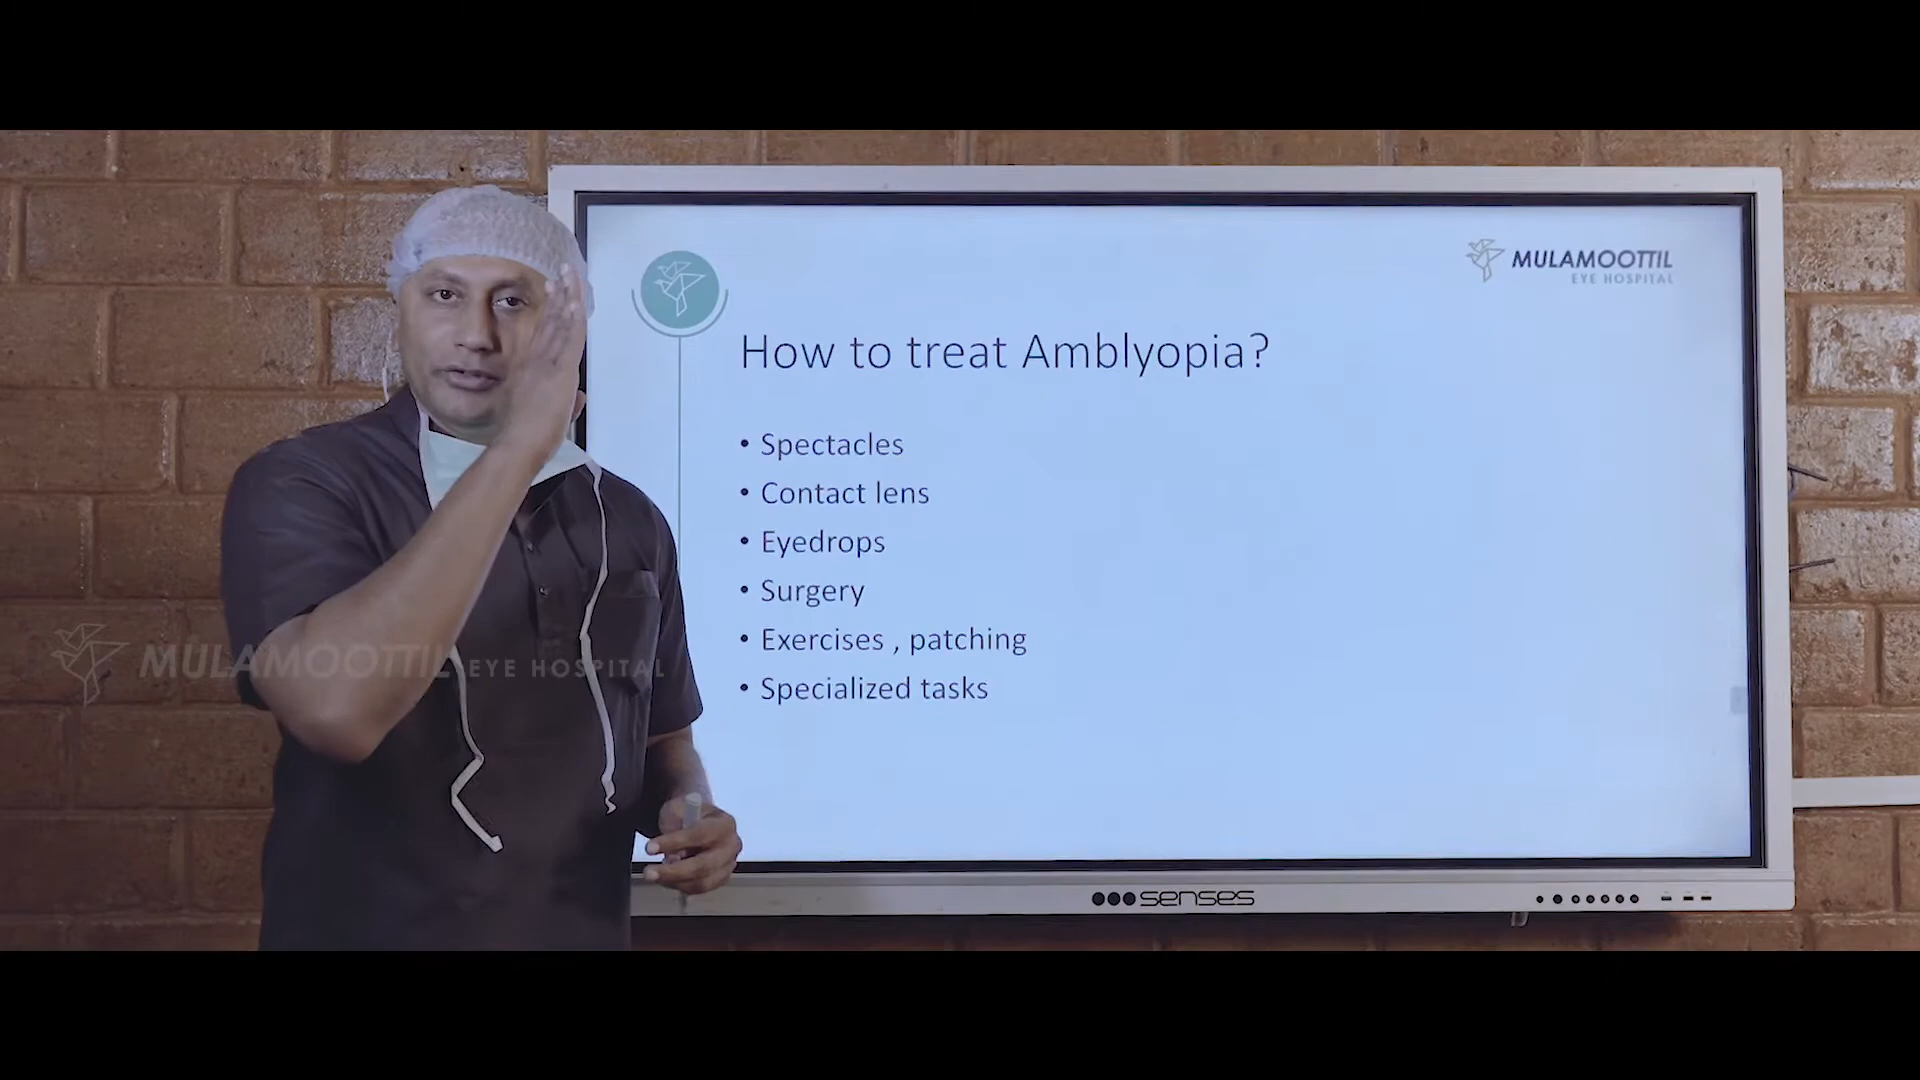 MULAMOOTTIL
EYE HOSPITAL
How to treat Amblyopia?
• Spectacles
• Contact lens
• Eyedrops
• Surgery
• Exercises , patching
• Specialized tasks
MULAMOOTTIL EYE HOSPITAL
senses